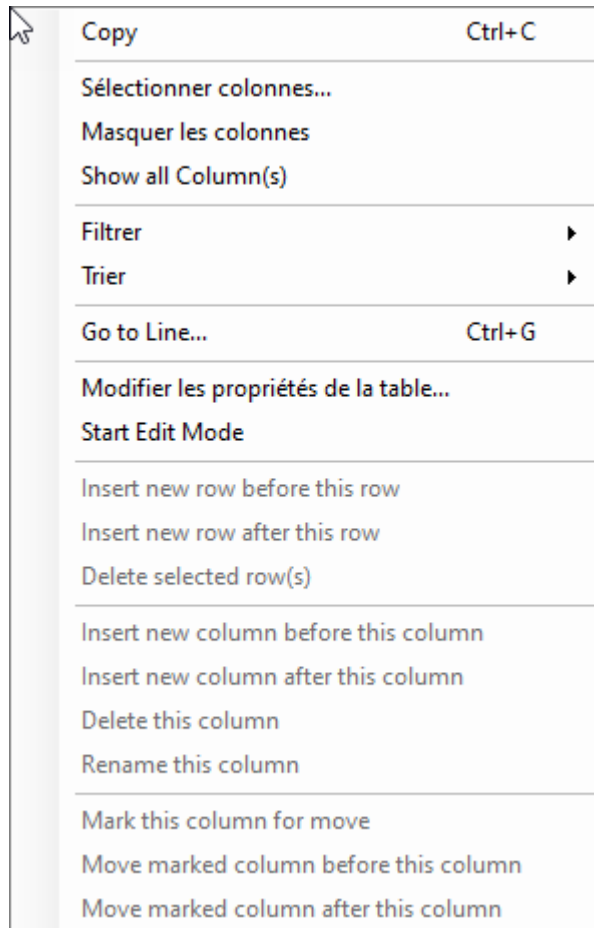 Copy Ctrl+C
Sélectionner colonnes...
Masquer les colonnes
Show all Column(s)
Filtrer
Trier
Go to Line... Ctrl+G
Modifier les propriétés de la table...
Start Edit Mode
Insert new row before this row
Insert new row after this row
Delete selected row(s)
Insert new column before this column
Insert new column after this column
Delete this column
Rename this column
Mark this column for move
Move marked column before this column
Move marked column after this column